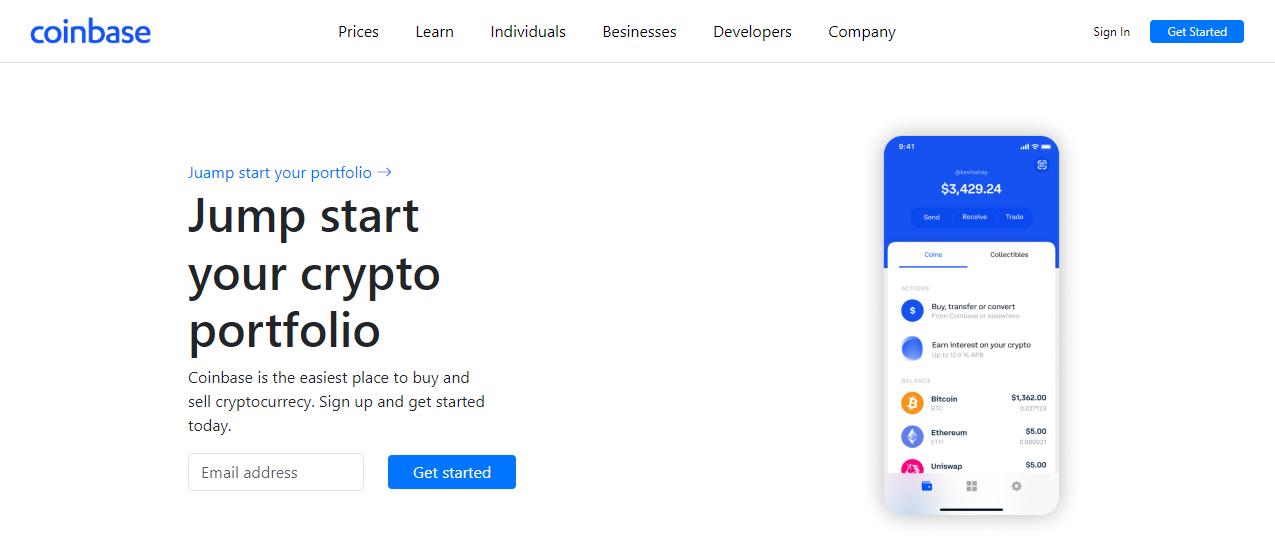 coinbase
Prices
Learn
Individuals
Besinesses
Developers
Company
Sign In
Get Started
Juamp start your portfolio →
Jump start
your crypto
portfolio
Coinbase is the easiest place to buy and
sell cryptocurrecy. Sign up and get started
today.
Email address
Get started
9:41
@kevinshay
$3,429.24
Send
Receive
Trade
Coins
Collectibles
ACTIONS
$
Buy, transfer or convert
From Coinbase or elsewhere
Earn interest on your crypto
Up to 12.9 % APR
BALANCE
Bitcoin $1,362.00
BTC 0.027123
Ethereum $5.00
ETH 0.000021
Uniswap $5.00